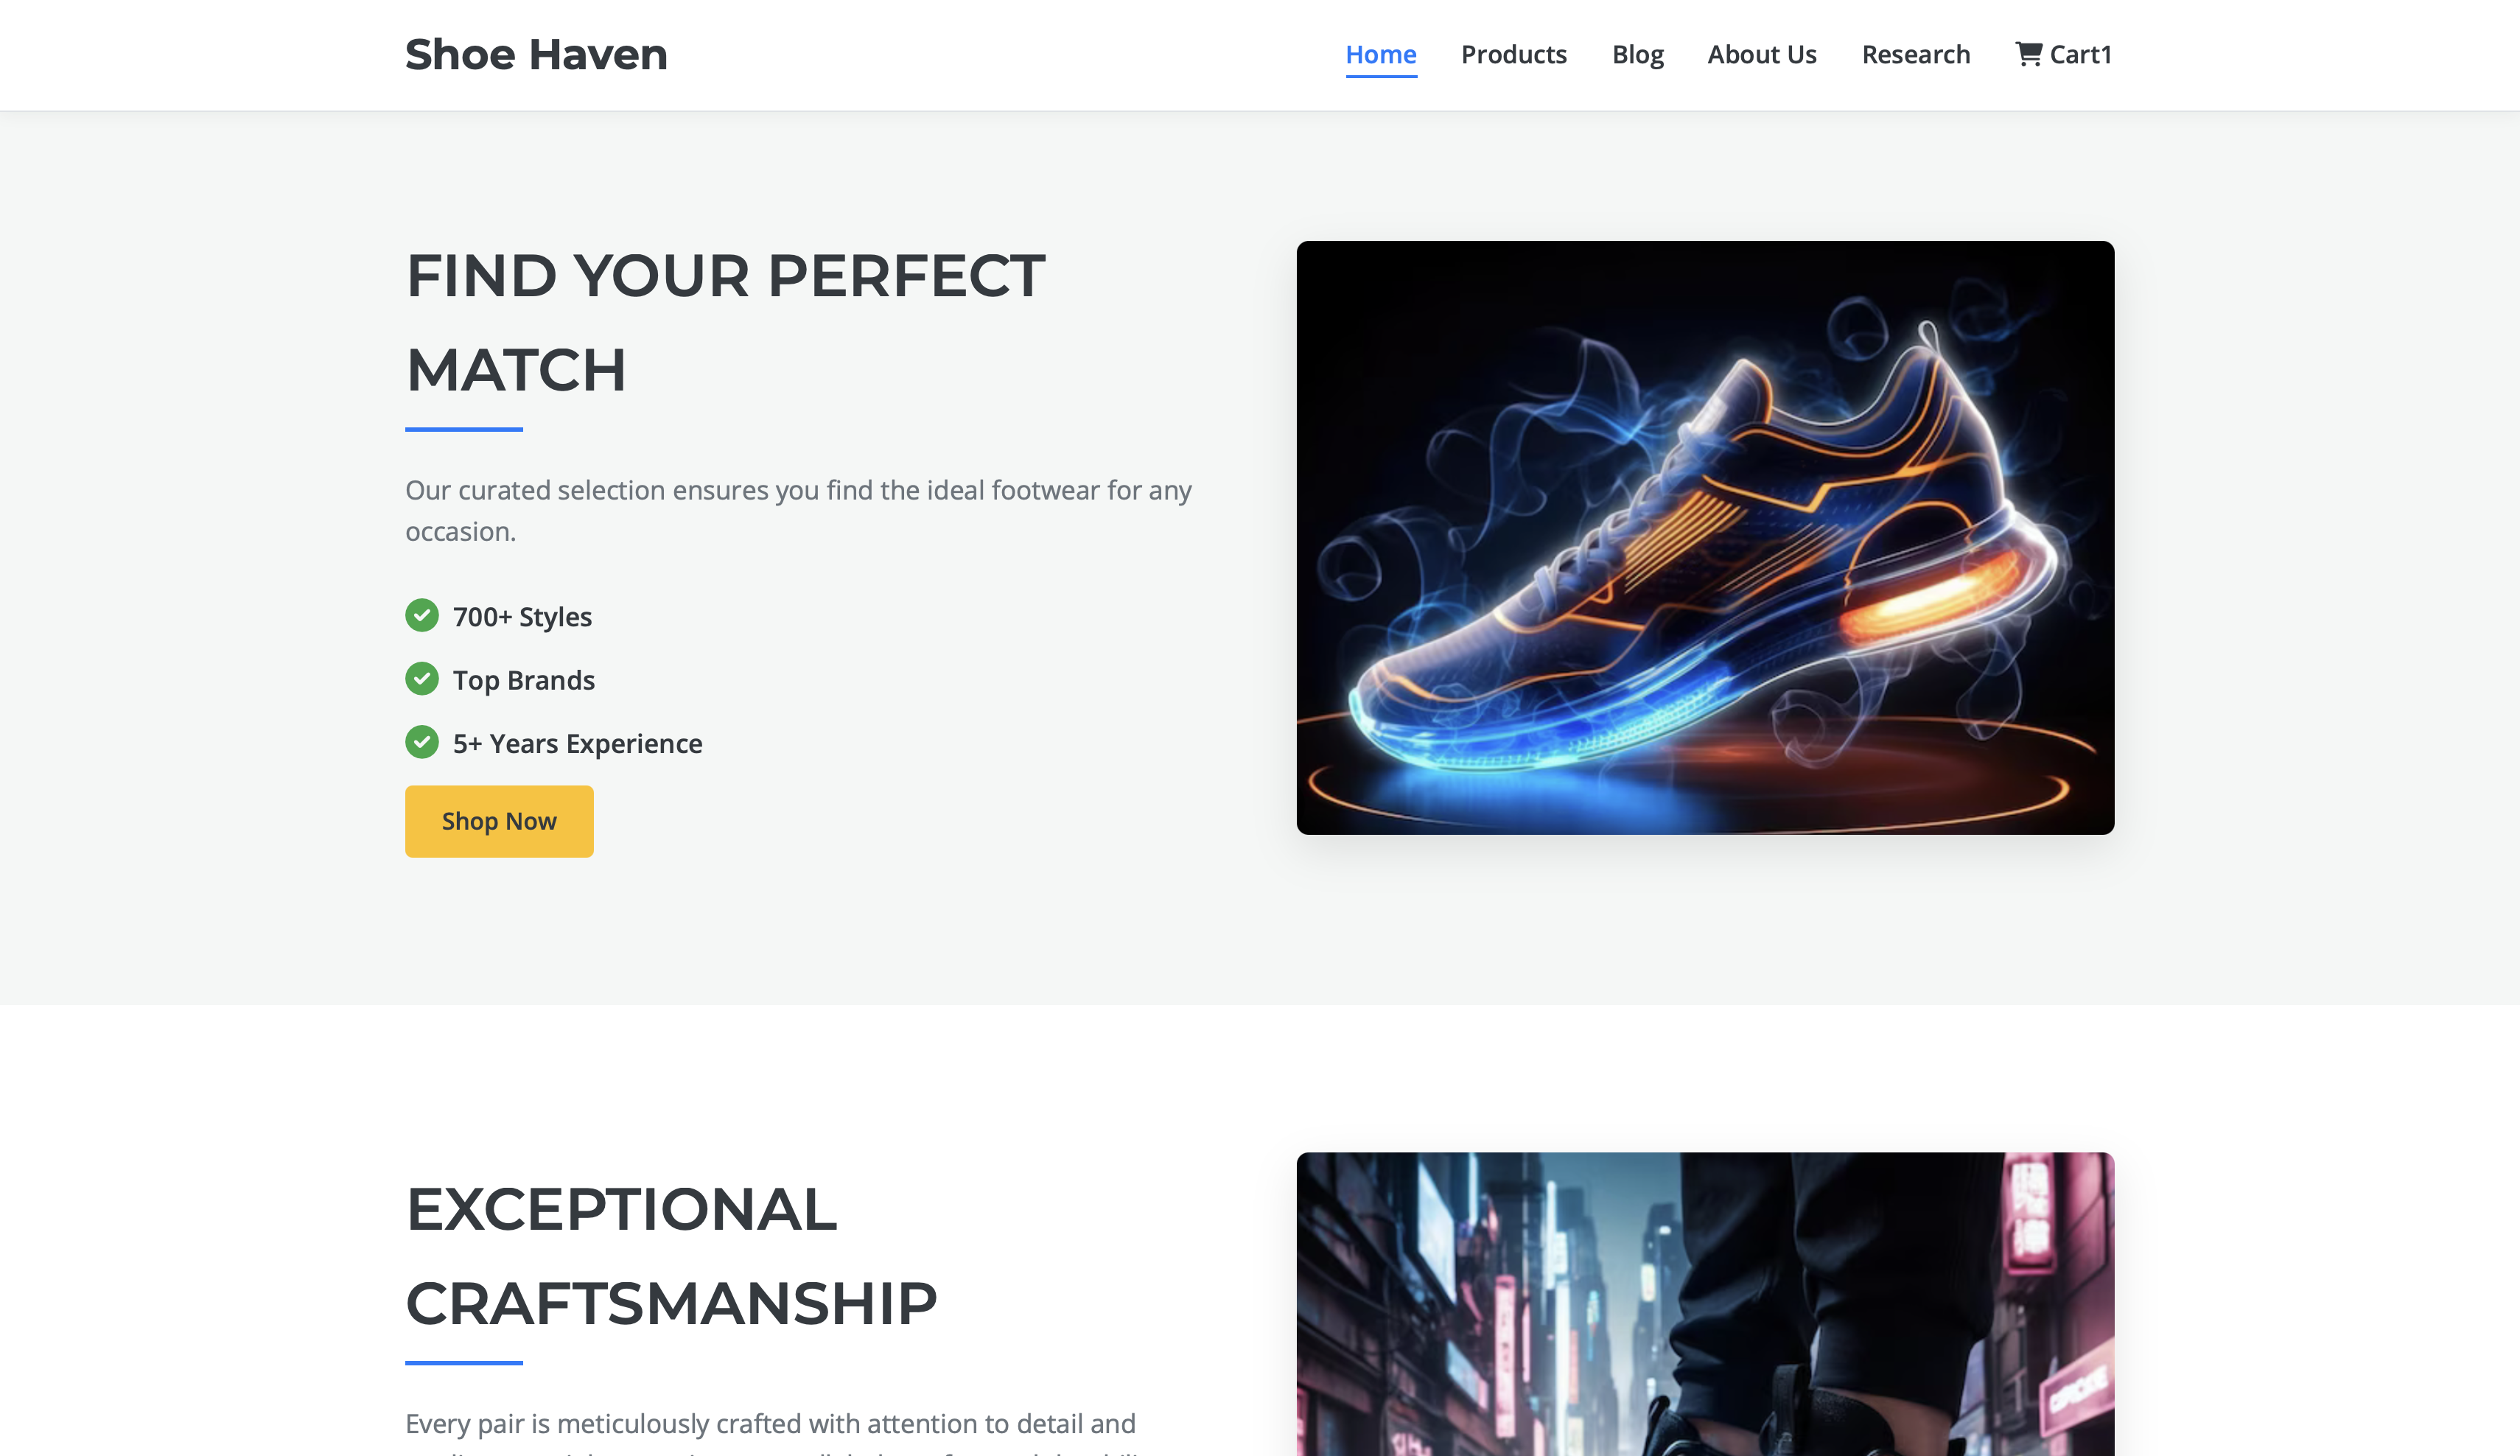 Shoe Haven
Home Products Blog About Us Research Cart1
FIND YOUR PERFECT
MATCH
Our curated selection ensures you find the ideal footwear for any
occasion.
700+ Styles
Top Brands
5+ Years Experience
Shop Now
EXCEPTIONAL
CRAFTSMANSHIP
Every pair is meticulously crafted with attention to detail and